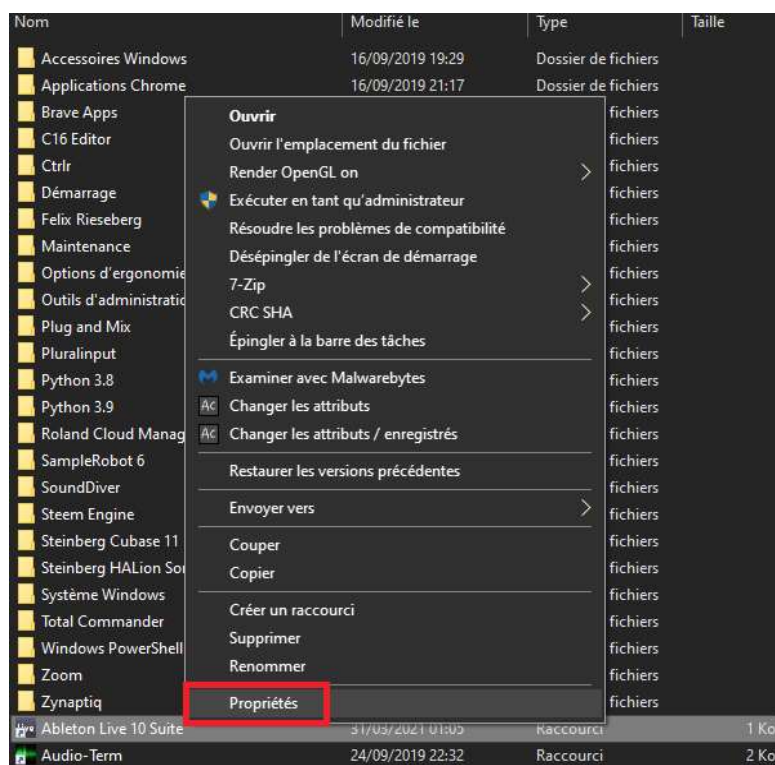 Nom Modifié le Type Taille
Accessoires Windows 16/09/2019 19:29 Dossier de fichiers
Applications Chrome 16/09/2019 21:17 Dossier de fichiers
Brave Apps fichiers
C16 Editor fichiers
Ctrlr fichiers
Démarrage fichiers
Felix Rieseberg fichiers
Maintenance fichiers
Options d'ergonomie fichiers
Outils d'administratio fichiers
Plug and Mix fichiers
Pluralinput fichiers
Python 3.8 fichiers
Python 3.9 fichiers
Roland Cloud Manag fichiers
SampleRobot 6 fichiers
SoundDiver fichiers
Steem Engine fichiers
Steinberg Cubase 11 fichiers
Steinberg HALion So fichiers
Système Windows fichiers
Total Commander fichiers
Windows PowerShell fichiers
Zoom fichiers
Zynaptiq fichiers
Ableton Live 10 Suite 31/03/2021 01:05 Raccourci 1 Ko
Audio-Term 24/09/2019 22:32 Raccourci 2 Ko
Ouvrir
Ouvrir l'emplacement du fichier
Render OpenGL on
Exécuter en tant qu'administrateur
Résoudre les problèmes de compatibilité
Désépingler de l'écran de démarrage
7-Zip
CRC SHA
Épingler à la barre des tâches
Examiner avec Malwarebytes
Ac Changer les attributs
Ac Changer les attributs / enregistrés
Restaurer les versions précédentes
Envoyer vers
Couper
Copier
Créer un raccourci
Supprimer
Renommer
Propriétés